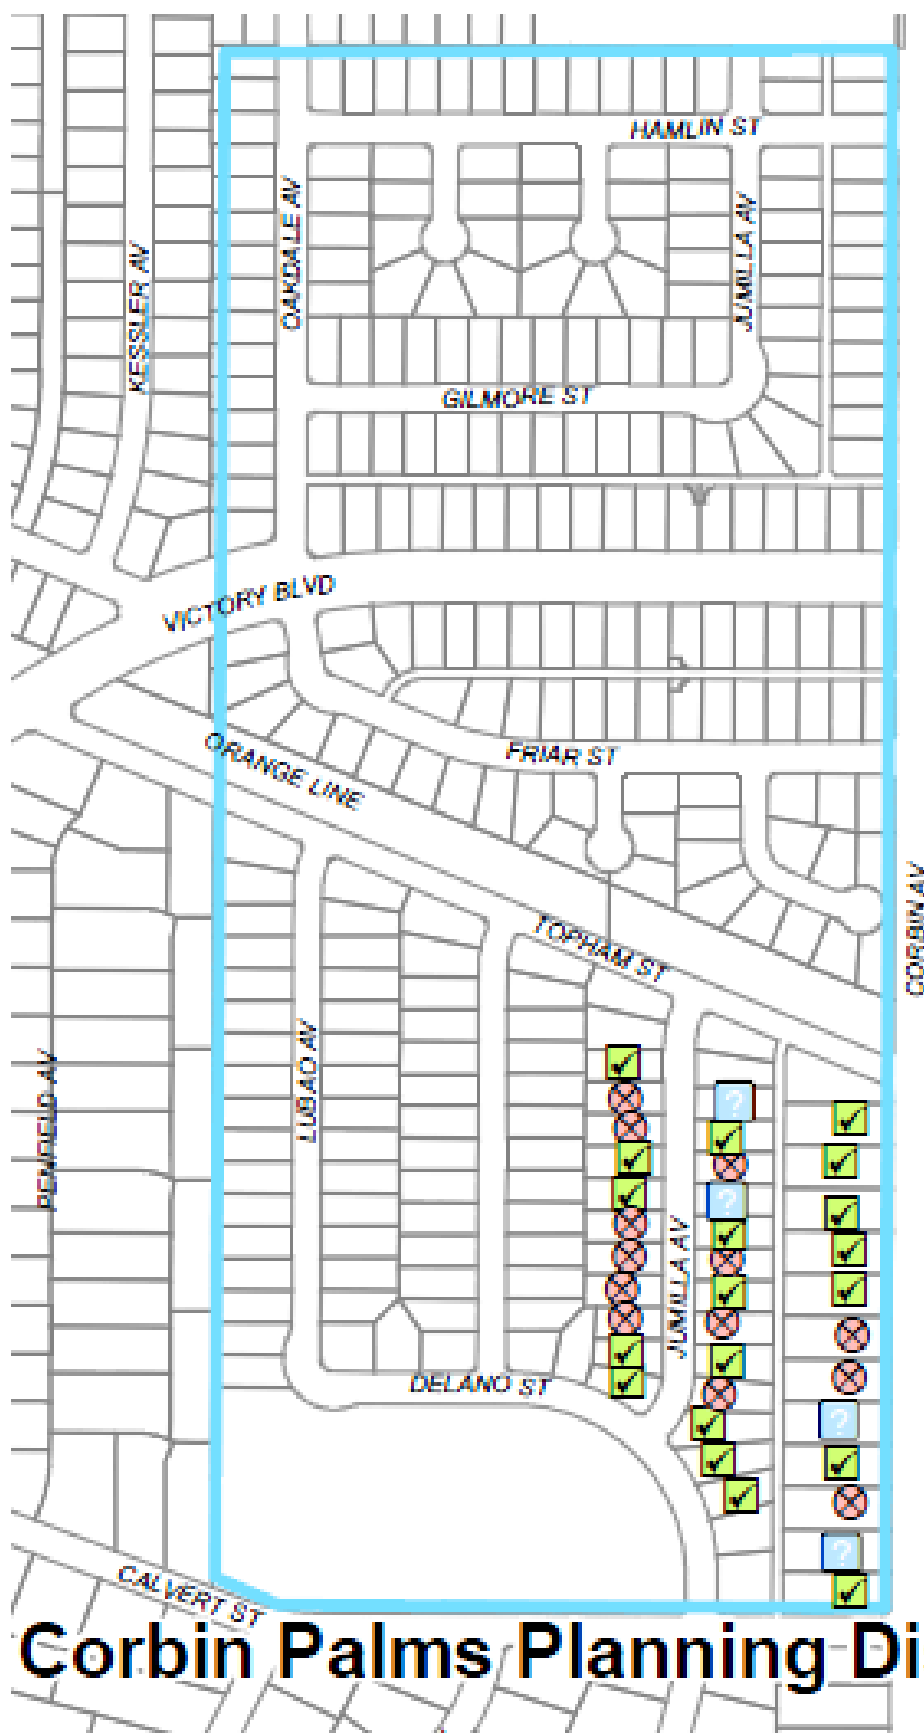 HAMLIN ST
OAKDALE AV
JUMILLA AV
KESSLER AV
GILMORE ST
VICTORY BLVD
FRIAR ST
ORANGE LINE
CORBIN AV
TOPHAM ST
LUBAO AV
PENFIELD AV
?
?
JUMILLA AV
DELANO ST
?
?
CALVERT ST
Corbin Palms Planning Di